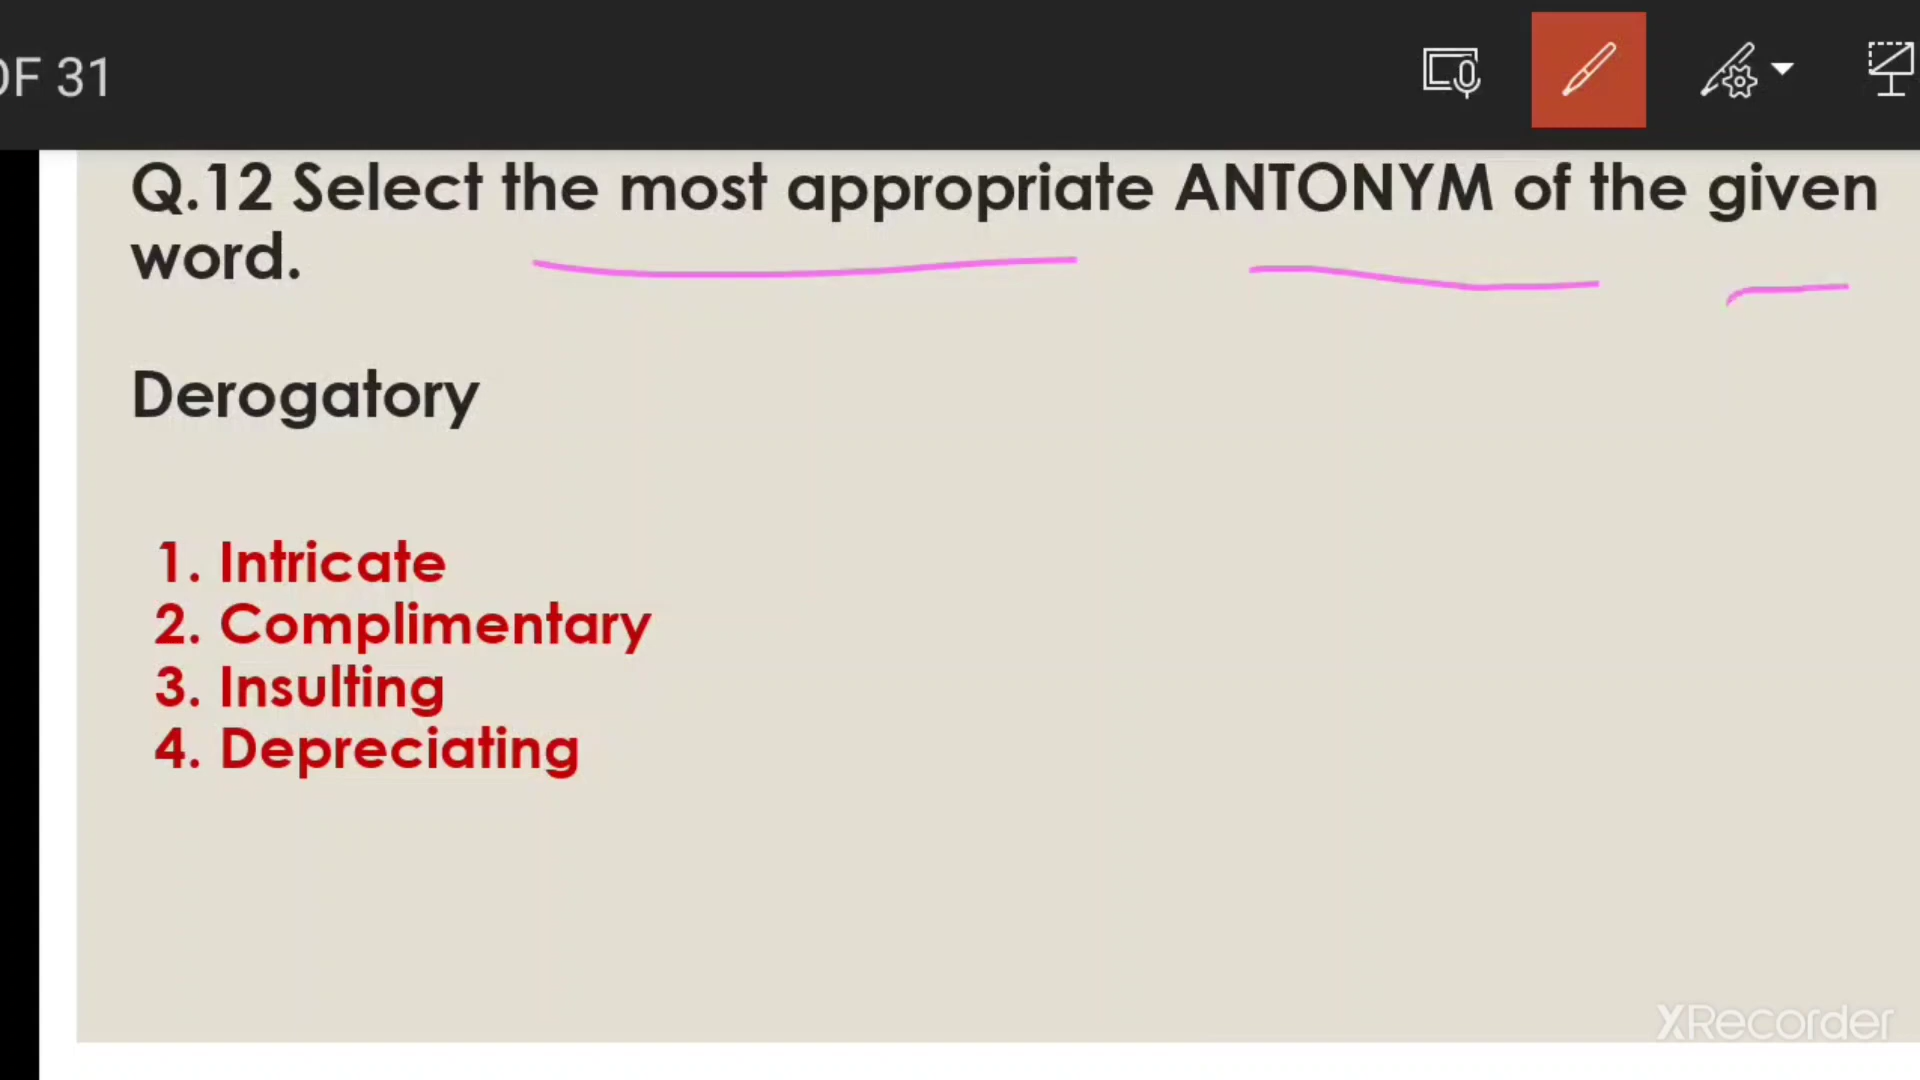 OF 31
Q.12 Select the most appropriate ANTONYM of the given
word.
Derogatory
1. Intricate
2. Complimentary
3. Insulting
4. Depreciating
XRecorder